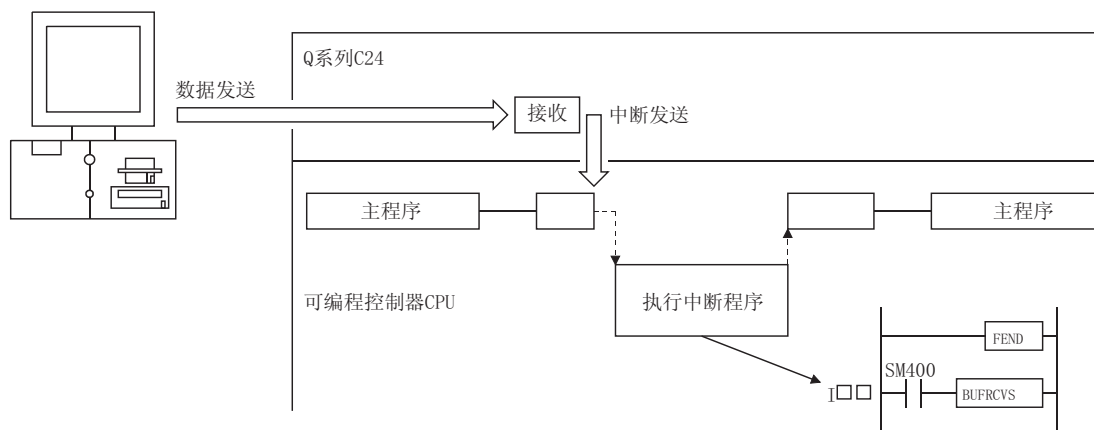 Q系列C24
数据发送
接收
中断发送
主程序
主程序
可编程控制器CPU
执行中断程序
FEND
SM400
I□□
BUFRCVS